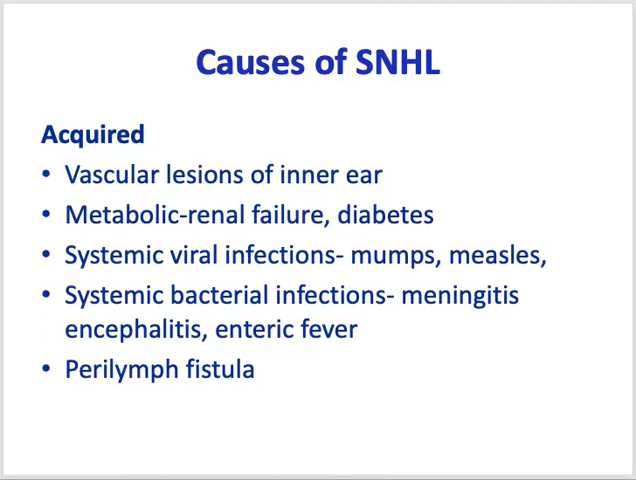 Causes of SNHL
Acquired
• Vascular lesions of inner ear
• Metabolic-renal failure, diabetes
• Systemic viral infections- mumps, measles,
• Systemic bacterial infections- meningitis
encephalitis, enteric fever
• Perilymph fistula